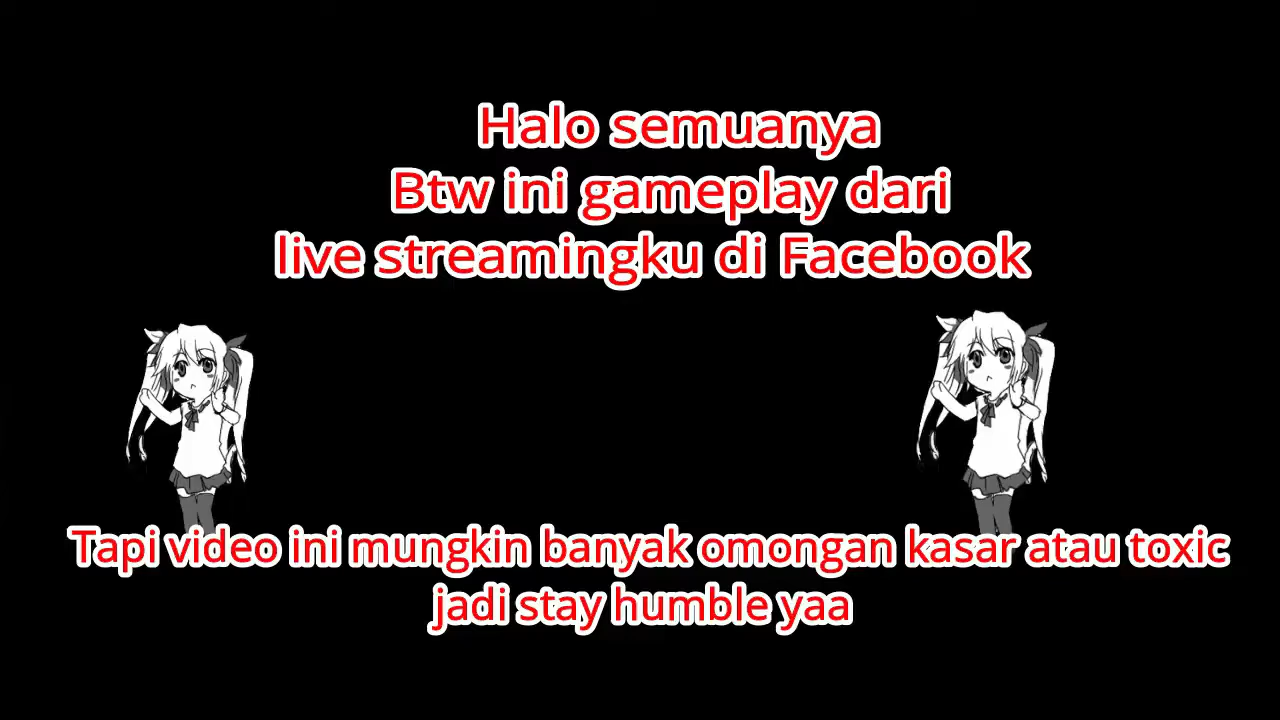 Halo semuanya
Btw ini gameplay dari
live streamingku di Facebook
Tapi video ini mungkin banyak omongan kasar atau toxic
jadi stay humble yaa